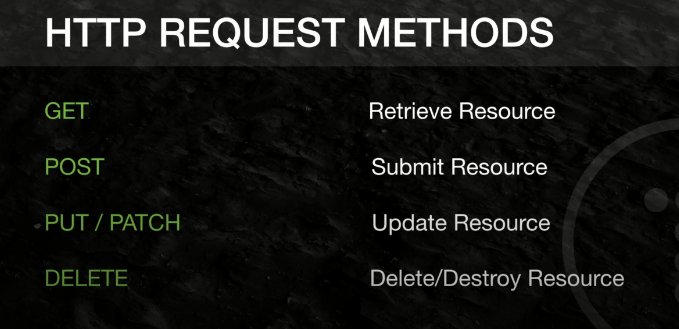 HTTP REQUEST METHODS
GET Retrieve Resource
POST Submit Resource
PUT / PATCH Update Resource
DELETE Delete/Destroy Resource